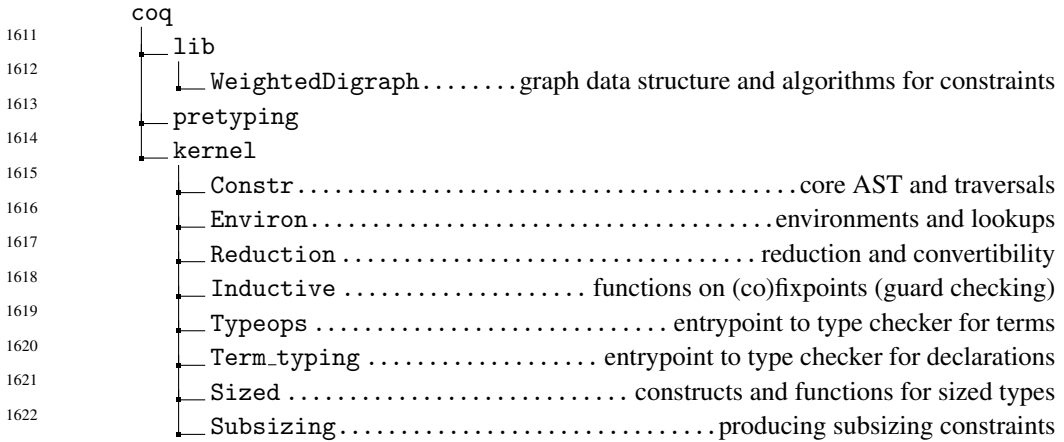 coq
1611 lib
1612 WeightedDigraph........graph data structure and algorithms for constraints
1613 pretyping
1614 kernel
1615 Constr..........................................core AST and traversals
1616 Environ.......................................environments and lookups
1617 Reduction ................................... reduction and convertibility
1618 Inductive .................... functions on (co)fixpoints (guard checking)
1619 Typeops .............................. entrypoint to type checker for terms
1620 Term_typing ................... entrypoint to type checker for declarations
1621 Sized ............................. constructs and functions for sized types
1622 Subsizing................................producing subsizing constraints